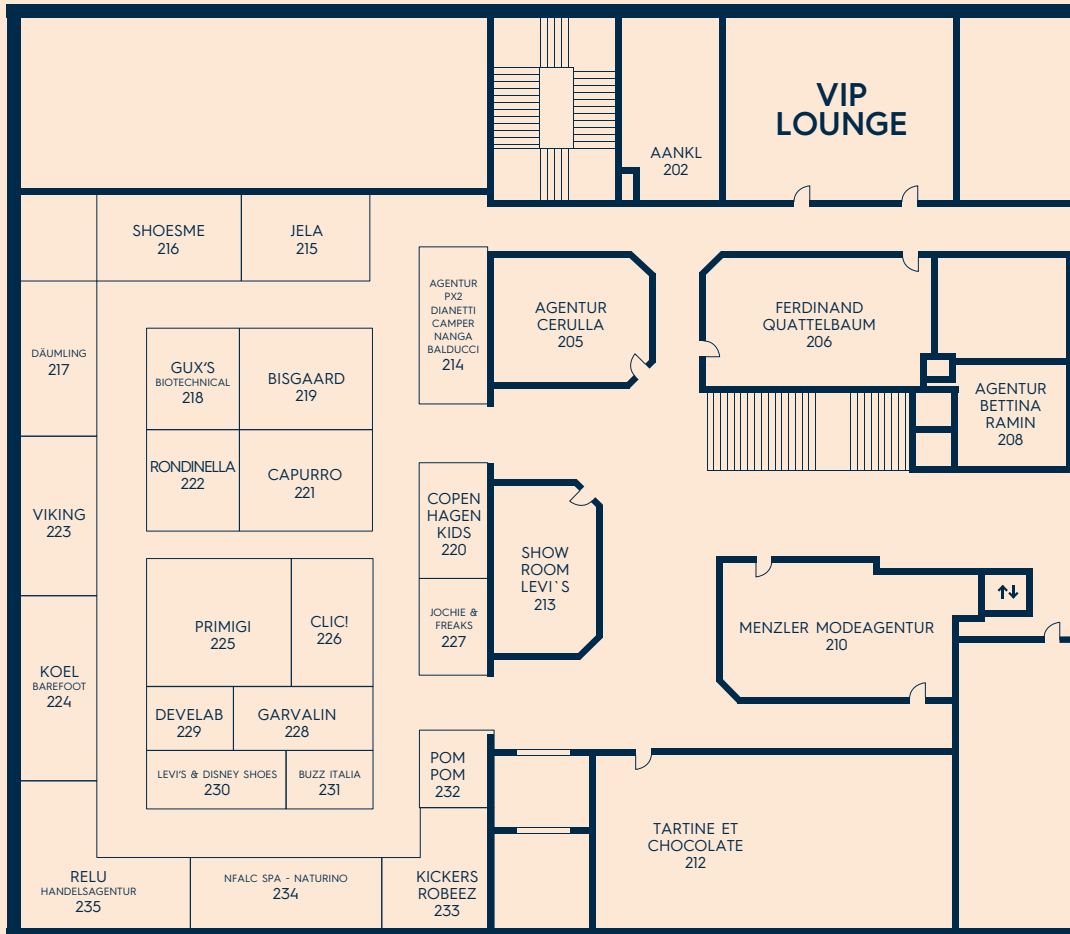 VIP
LOUNGE
AANKL
202
SHOESME
216
JELA
215
AGENTUR
PX2
DIANETTI
CAMPER
NANGA
BALDUCCI
214
AGENTUR
CERULLA
205
FERDINAND
QUATTELBAUM
206
DÄUMLING
217
GUX'S
BIOTECHNICAL
218
BISGAARD
219
AGENTUR
BETTINA
RAMIN
208
RONDINELLA
222
CAPURRO
221
VIKING
223
COPEN
HAGEN
KIDS
220
SHOW
ROOM
LEVI`S
213
PRIMIGI
225
CLIC!
226
JOCHIE &
FREAKS
227
MENZLER MODEAGENTUR
210
KOEL
BAREFOOT
224
DEVELAB
229
GARVALIN
228
LEVI'S & DISNEY SHOES
230
BUZZ ITALIA
231
POM
POM
232
TARTINE ET
CHOCOLATE
212
RELU
HANDELSAGENTUR
235
NFALC SPA - NATURINO
234
KICKERS
ROBEEZ
233